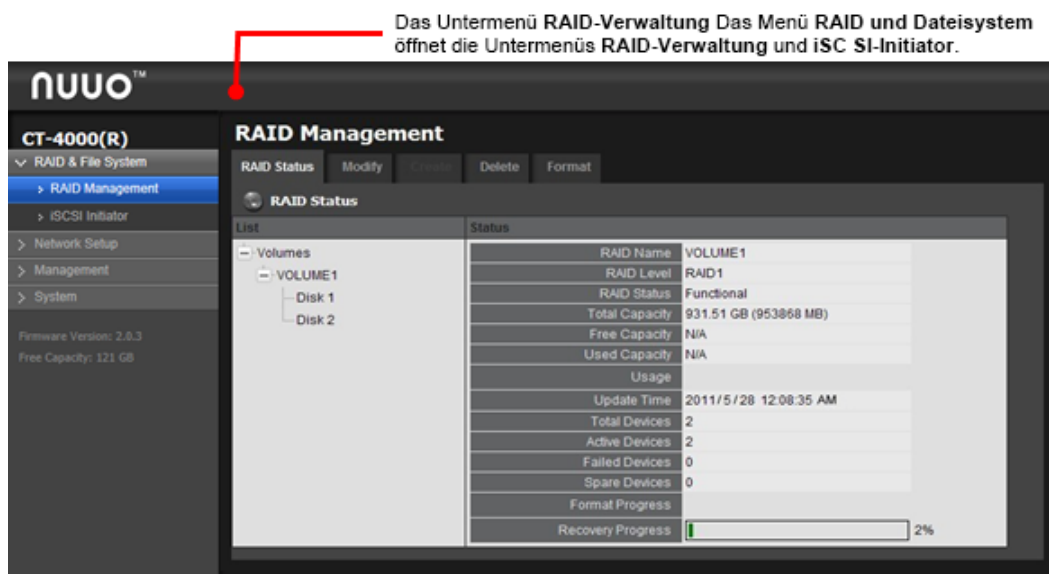 Das Untermenü RAID-Verwaltung Das Menü RAID und Dateisystem
öffnet die Untermenüs RAID-Verwaltung und iSC SI-Initiator.
nuuo™
CT-4000(R)
RAID & File System
> RAID Management
> iSCSI Initiator
> Network Setup
> Management
> System
Firmware Version: 2.0.3
Free Capacity: 121 GB
RAID Management
RAID Status Modify Create Delete Format
RAID Status
List Status
Volumes
VOLUME1
Disk 1
Disk 2
RAID Name VOLUME1
RAID Level RAID1
RAID Status Functional
Total Capacity 931.51 GB (953868 MB)
Free Capacity N/A
Used Capacity N/A
Usage
Update Time 2011/5/28 12:08:35 AM
Total Devices 2
Active Devices 2
Failed Devices 0
Spare Devices 0
Format Progress
Recovery Progress 2%